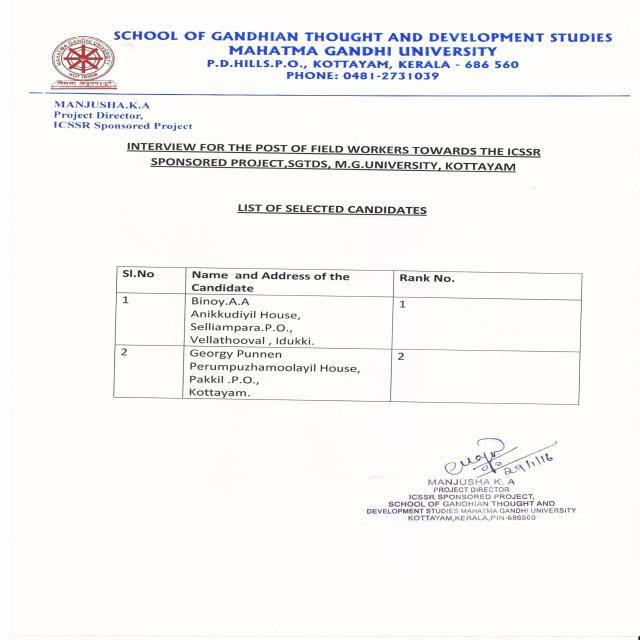 SCHOOL OF GANDHIAN THOUGHT AND DEVELOPMENT STUDIES
MAHATMA GANDHI UNIVERSITY
P.D.HILLS.P.O., KOTTAYAM, KERALA - 686 560
PHONE: 0481-2731039
MAHATMA GANDHI UNIVERSITY
KOTTAYAM
MANJUSHA.K.A
Project Director,
ICSSR Sponsored Project
INTERVIEW FOR THE POST OF FIELD WORKERS TOWARDS THE ICSSR
SPONSORED PROJECT,SGTDS, M.G.UNIVERSITY, KOTTAYAM
LIST OF SELECTED CANDIDATES
Sl.No Name and Address of the Rank No.
Candidate
1 Binoy.A.A 1
Anikkudiyil House,
Selliampara.P.O.,
Vellathooval , Idukki.
2 Georgy Punnen 2
Perumpuzhamoolayil House,
Pakkil .P.O.,
Kottayam.
29/1/16
MANJUSHA K. A
PROJECT DIRECTOR
ICSSR SPONSORED PROJECT,
SCHOOL OF GANDHIAN THOUGHT AND
DEVELOPMENT STUDIES MAHATMA GANDHI UNIVERSITY
KOTTAYAM,KERALA,PIN-686560